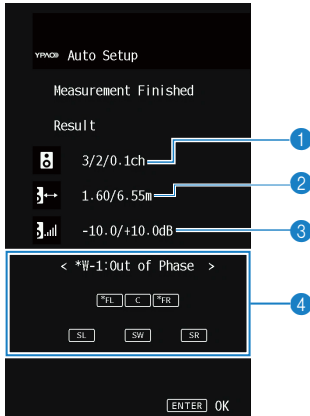 YPAO Auto Setup
Measurement Finished
Result
3/2/0.1ch
1
1.60/6.55m
2
-10.0/+10.0dB
3
< *W-1:Out of Phase >
*FL C *FR
4
SL SW SR
ENTER OK